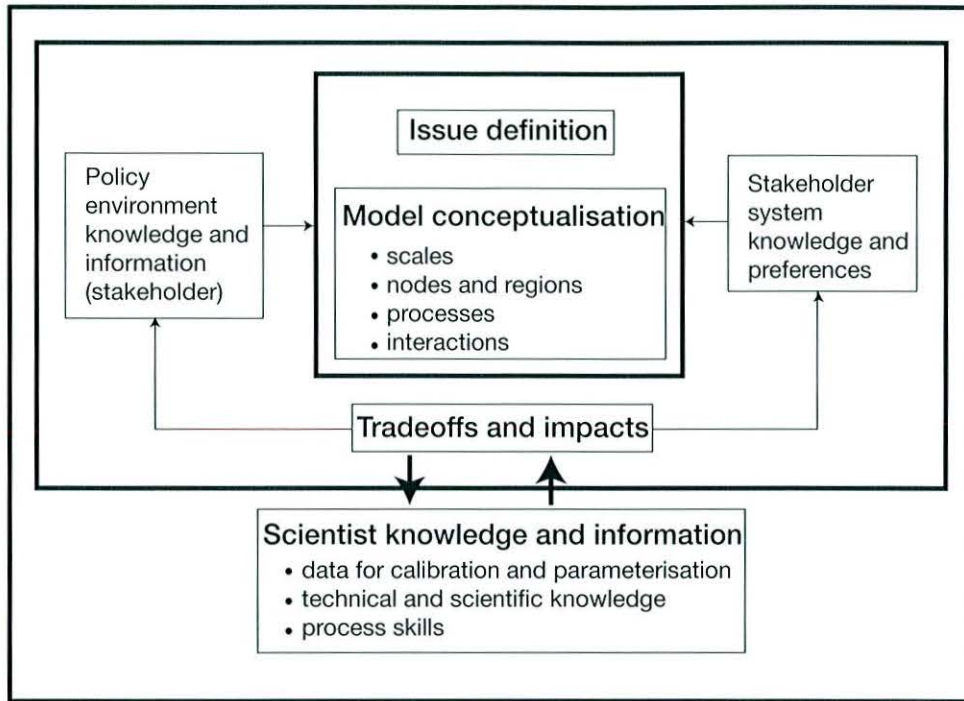 Issue definition
Policy
environment
knowledge and
information
(stakeholder)
Model conceptualisation
• scales
• nodes and regions
• processes
• interactions
Stakeholder
system
knowledge and
preferences
Tradeoffs and impacts
Scientist knowledge and information
• data for calibration and parameterisation
• technical and scientific knowledge
• process skills